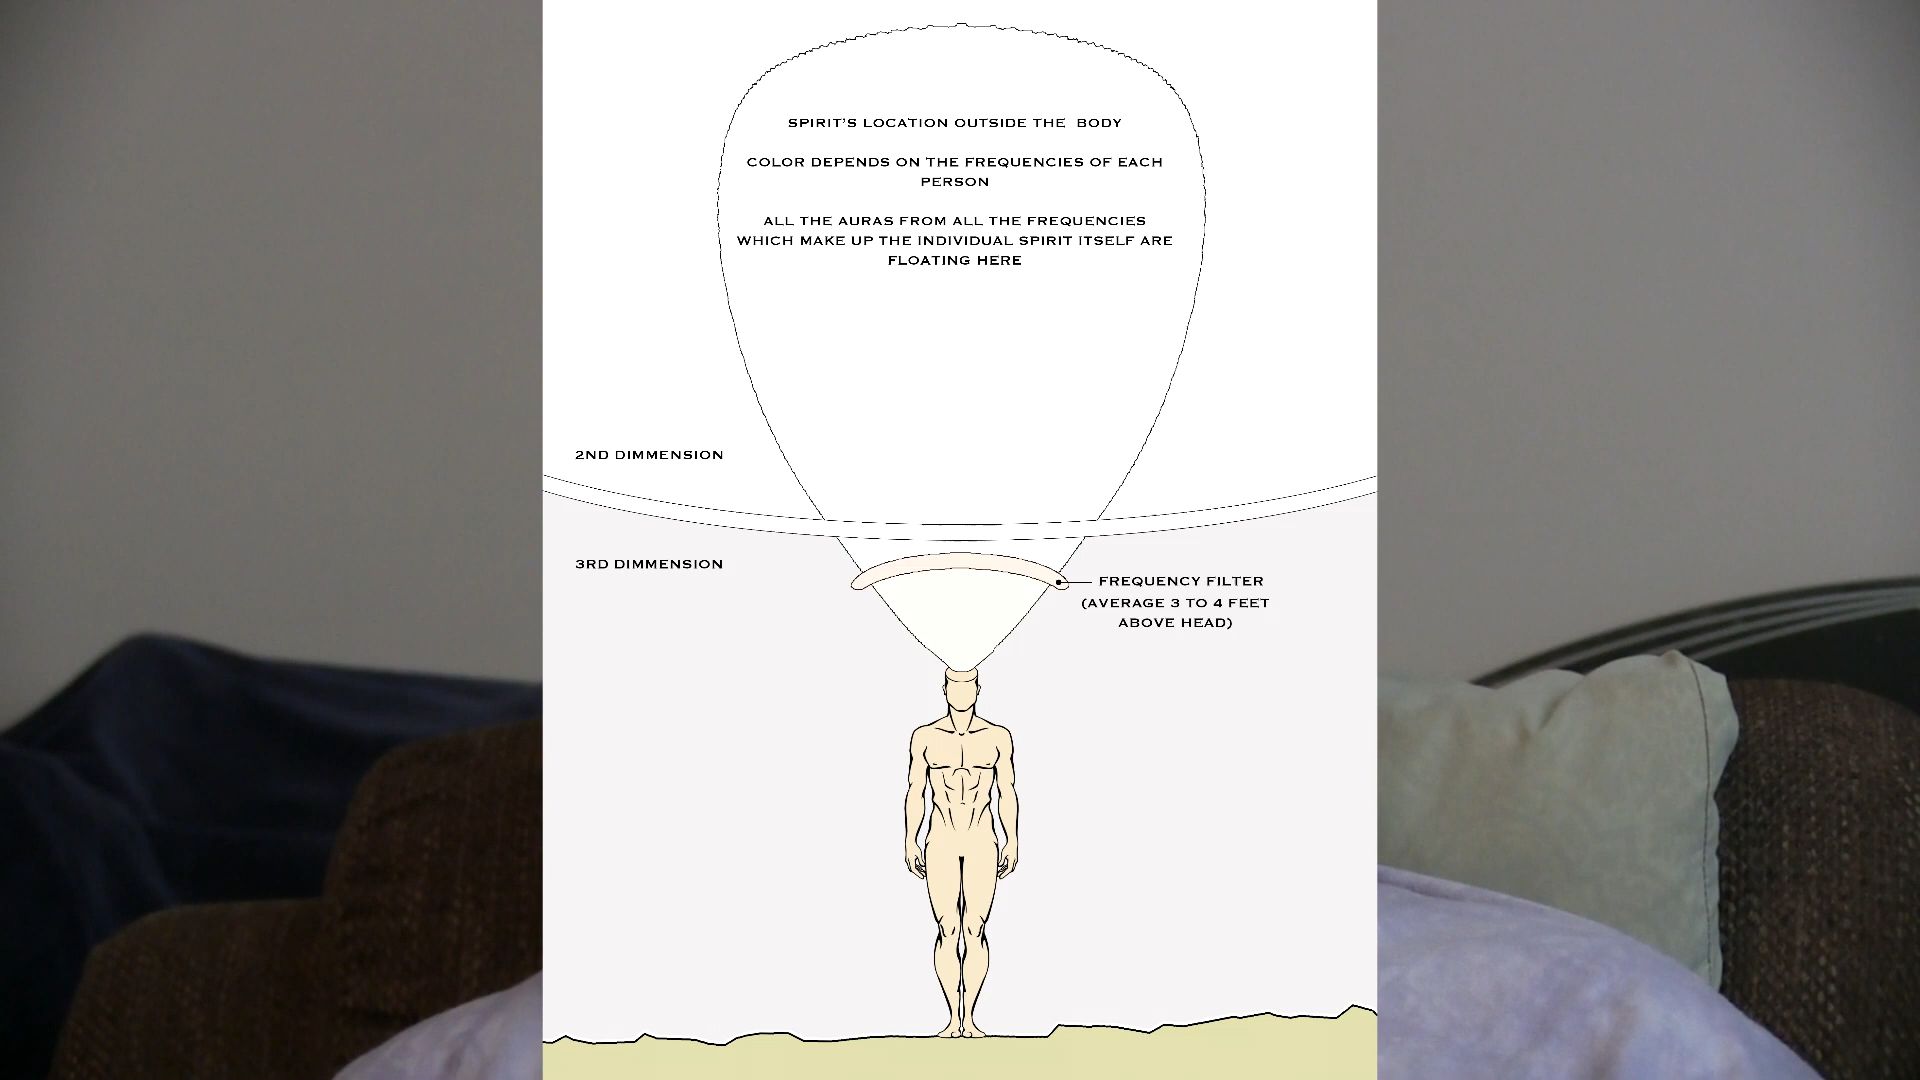 SPIRIT'S LOCATION OUTSIDE THE BODY
COLOR DEPENDS ON THE FREQUENCIES OF EACH
PERSON
ALL THE AURAS FROM ALL THE FREQUENCIES
WHICH MAKE UP THE INDIVIDUAL SPIRIT ITSELF ARE
FLOATING HERE
2ND DIMMENSION
3RD DIMMENSION
FREQUENCY FILTER
(AVERAGE 3 TO 4 FEET
ABOVE HEAD)